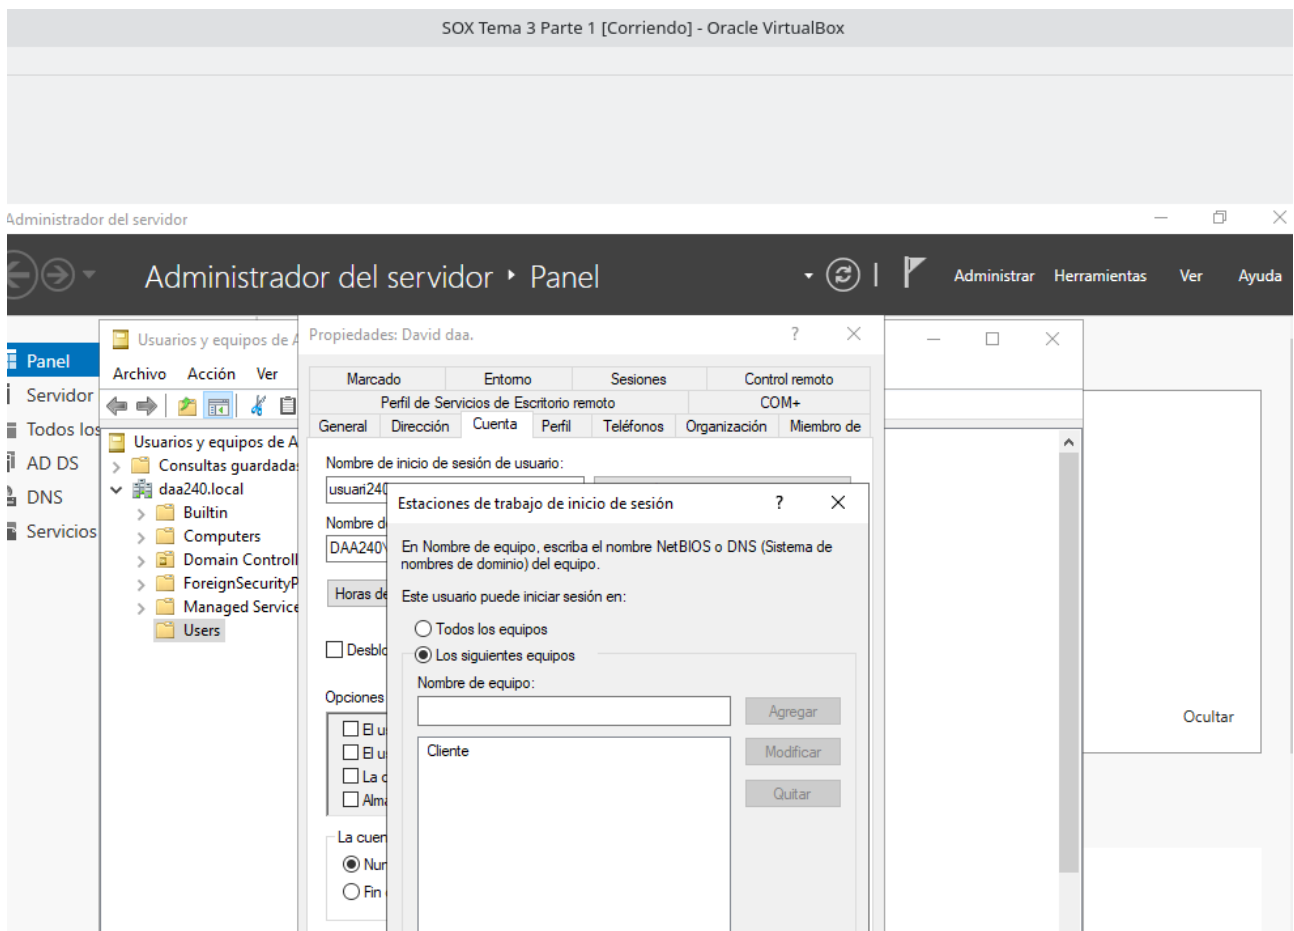 SOX Tema 3 Parte 1 [Corriendo] - Oracle VirtualBox
Administrador del servidor
Administrador del servidor ‣ Panel
Administrar Herramientas Ver Ayuda
Panel
Servidor
Todos los
AD DS
DNS
Servicios
Usuarios y equipos de A
Archivo Acción Ver
Usuarios y equipos de A
Consultas guardadas
daa240.local
Builtin
Computers
Domain Controll
ForeignSecurityP
Managed Service
Users
Propiedades: David daa. ?
Marcado Entorno Sesiones Control remoto
Perfil de Servicios de Escritorio remoto COM+
General Dirección Cuenta Perfil Teléfonos Organización Miembro de
Nombre de inicio de sesión de usuario:
usuari240
Nombre d
DAA240\
Horas de
Desblo
Opciones
El u
El u
La c
Alma
La cuen
Nun
Fin
Estaciones de trabajo de inicio de sesión ?
En Nombre de equipo, escriba el nombre NetBIOS o DNS (Sistema de
nombres de dominio) del equipo.
Este usuario puede iniciar sesión en:
Todos los equipos
Los siguientes equipos
Nombre de equipo:
Agregar
Cliente
Modificar
Quitar
Ocultar